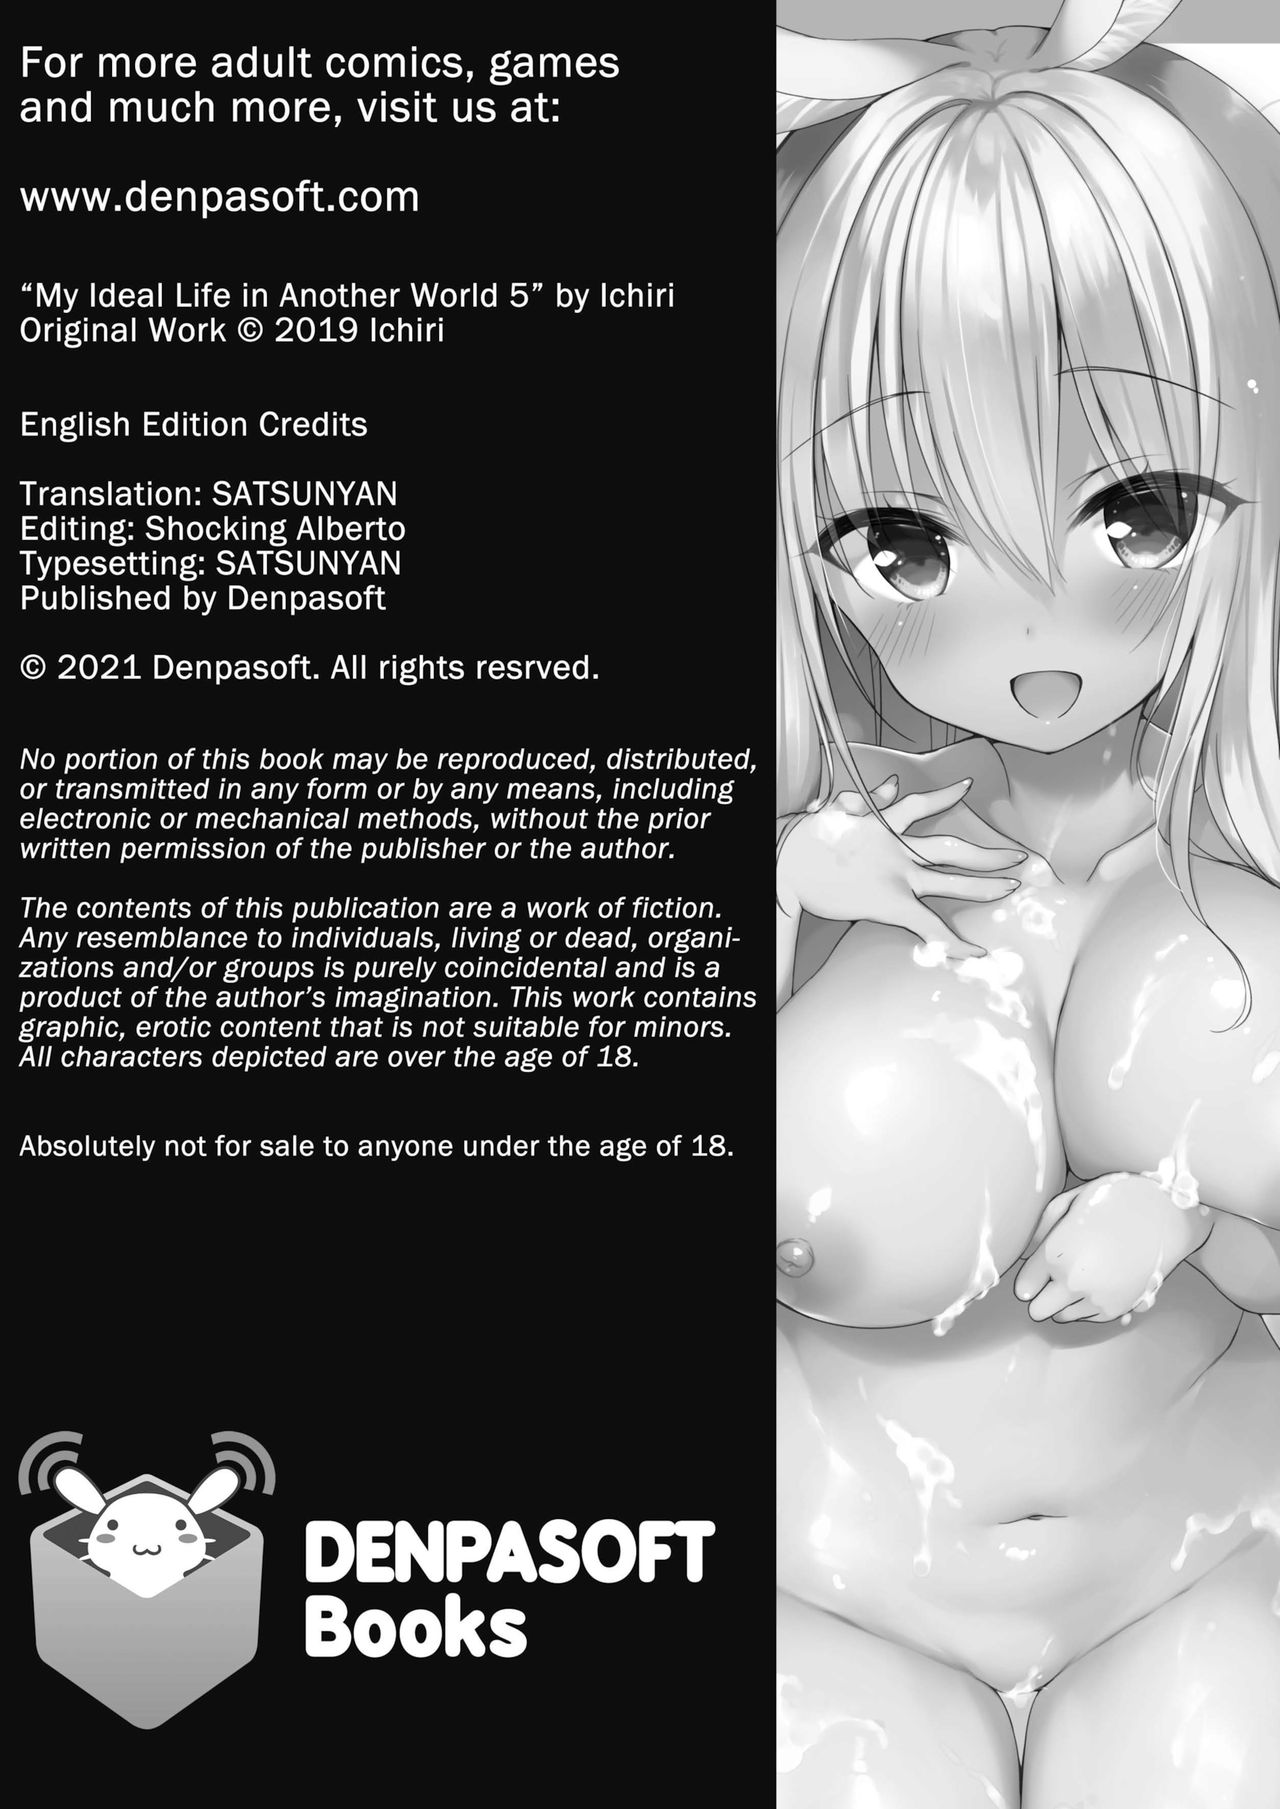 For more adult comics, games
and much more, visit us at:
www.denpasoft.com
“My Ideal Life in Another World 5” by Ichiri
Original Work © 2019 Ichiri
English Edition Credits
Translation: SATSUNYAN
Editing: Shocking Alberto
Typesetting: SATSUNYAN
Published by Denpasoft
© 2021 Denpasoft. All rights resrved.
No portion of this book may be reproduced, distributed,
or transmitted in any form or by any means, including
electronic or mechanical methods, without the prior
written permission of the publisher or the author.
The contents of this publication are a work of fiction.
Any resemblance to individuals, living or dead, organi-
zations and/or groups is purely coincidental and is a
product of the author’s imagination. This work contains
graphic, erotic content that is not suitable for minors.
All characters depicted are over the age of 18.
Absolutely not for sale to anyone under the age of 18.
DENPASOFT
Books